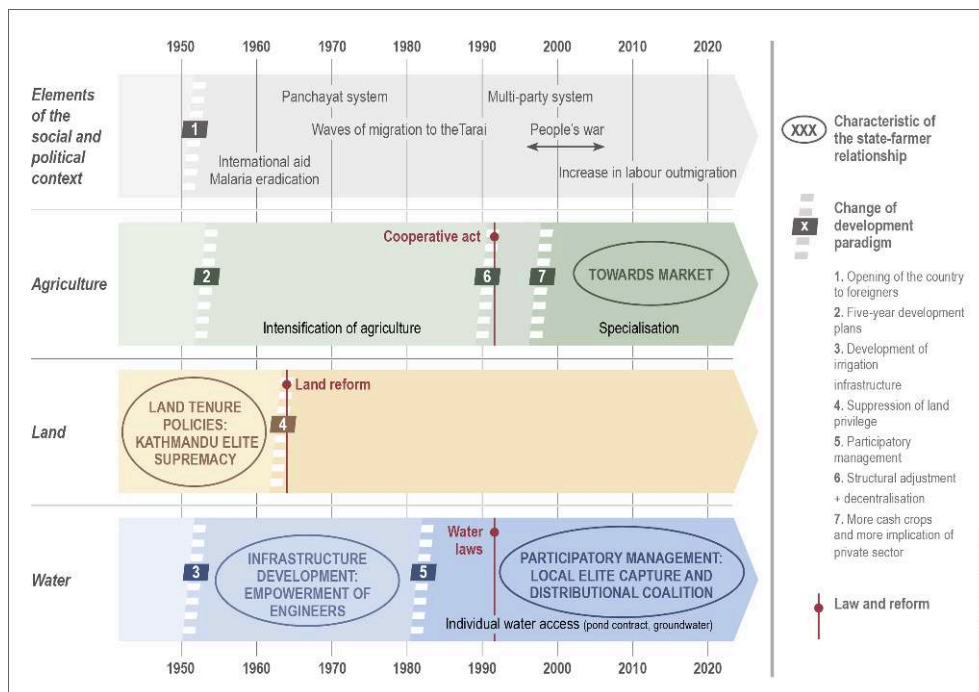 1950 1960 1970 1980 1990 2000 2010 2020
Elements
of the
social and
political
context
Panchayat system
Multi-party system
1
Waves of migration to theTarai
People's war
International aid
Malaria eradication
Increase in labour outmigration
Agriculture
Cooperative act
2
6
7
TOWARDS MARKET
Intensification of agriculture
Specialisation
Land
Land reform
LAND TENURE
POLICIES:
KATHMANDU ELITE
SUPREMACY
4
Water
Water
laws
3
INFRASTRUCTURE
DEVELOPMENT:
EMPOWERMENT OF
ENGINEERS
5
PARTICIPATORY MANAGEMENT:
LOCAL ELITE CAPTURE AND
DISTRIBUTIONAL COALITION
Individual water access (pond contract, groundwater)
1950 1960 1970 1980 1990 2000 2010 2020
XXX
Characteristic of
the state-farmer
relationship
X
Change of
development
paradigm
1. Opening of the country
to foreigners
2. Five-year development
plans
3. Development of
irrigation
infrastructure
4. Suppression of land
privilege
5. Participatory
management
6. Structural adjustment
+ decentralisation
7. More cash crops
and more implication of
private sector
Law and reform